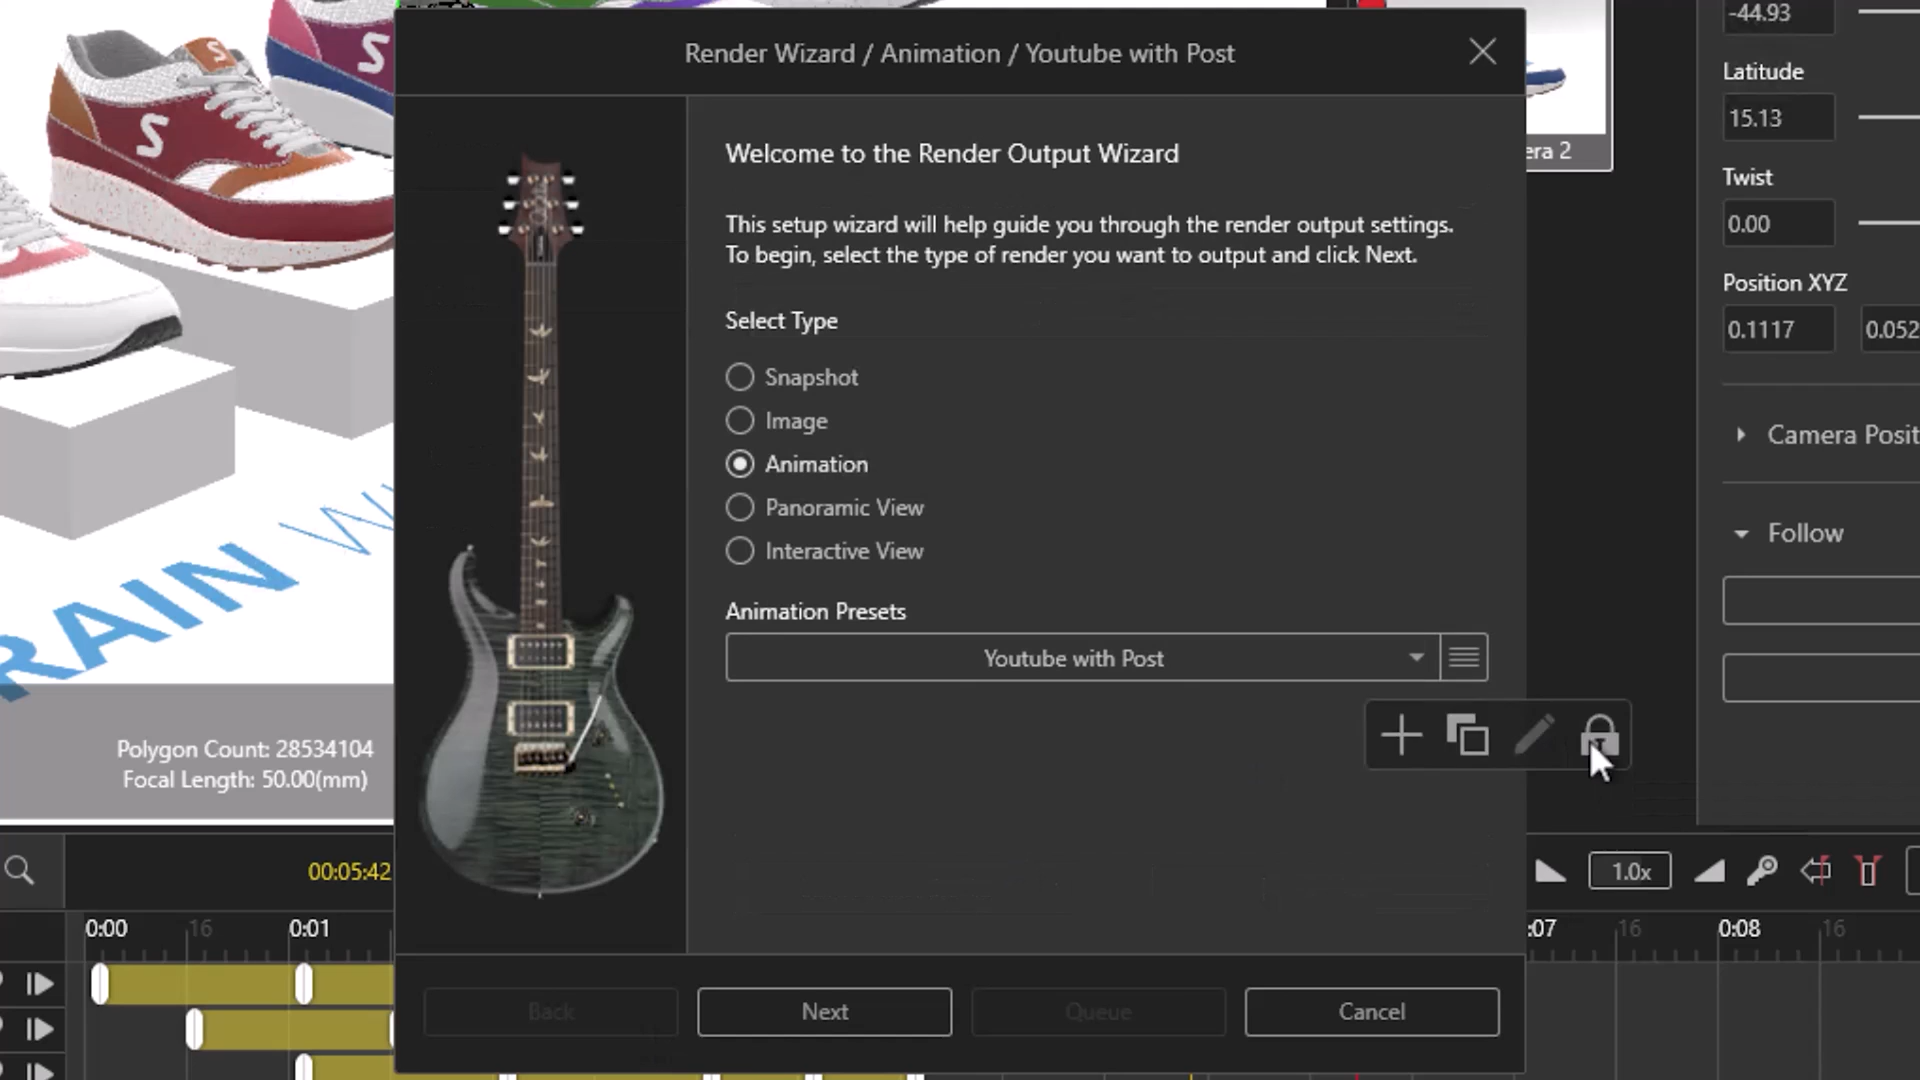 Render Wizard / Animation / Youtube with Post
Welcome to the Render Output Wizard
This setup wizard will help guide you through the render output settings.
To begin, select the type of render you want to output and click Next.
Select Type
Snapshot
Image
Animation
Panoramic View
Interactive View
Animation Presets
Youtube with Post
Back
Next
Queue
Cancel
-44.93
Latitude
15.13
Twist
0.00
Position XYZ
0.1117
0.052
Camera Posit
Follow
era 2
S
S
S
RAIN W
Polygon Count: 28534104
Focal Length: 50.00(mm)
00:05:42
1.0x
0:00 16 0:01
:07 16 0:08 16